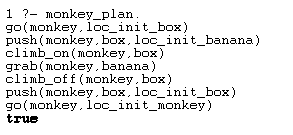 1 ?- monkey_plan.
go(monkey,loc_init_box)
push(monkey,box,loc_init_banana)
climb_on(monkey,box)
grab(monkey,banana)
climb_off(monkey,box)
push(monkey,box,loc_init_box)
go(monkey,loc_init_monkey)
true